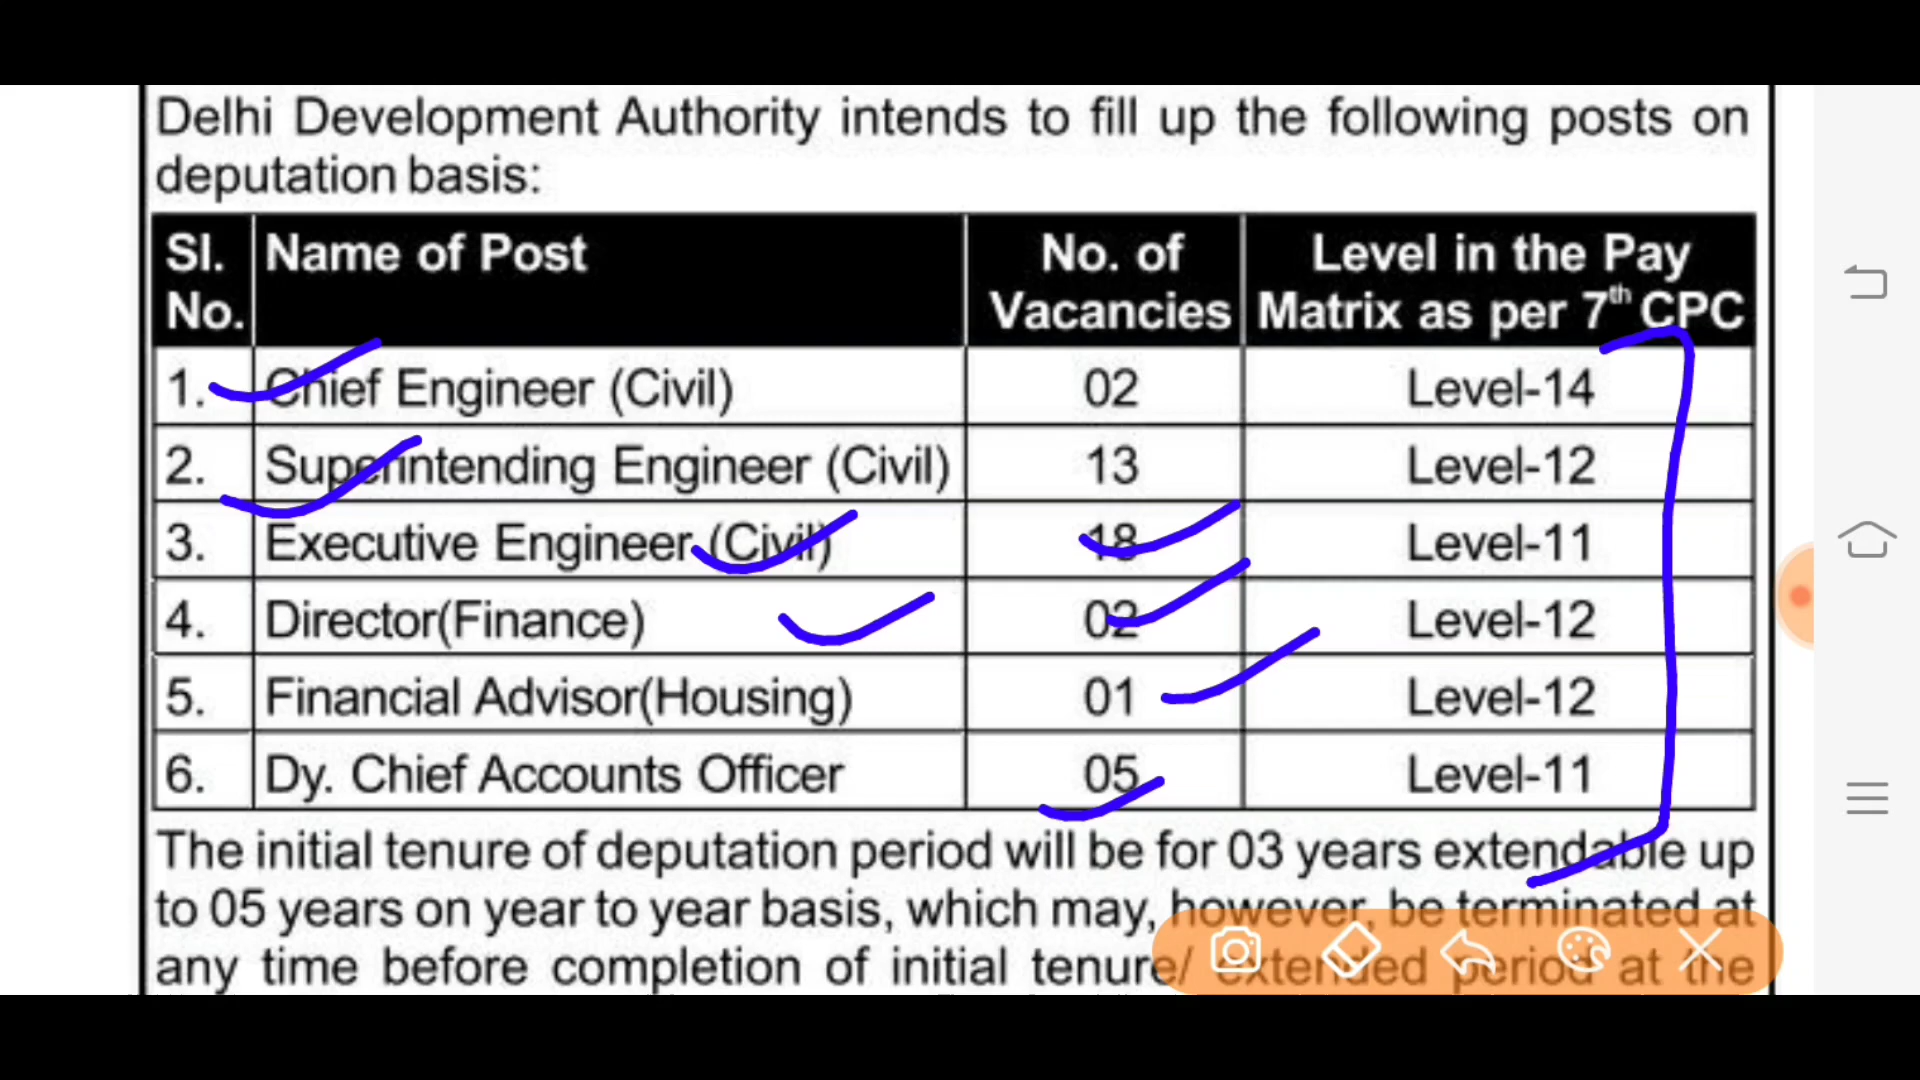 Delhi Development Authority intends to fill up the following posts on
deputation basis:
Sl. No. Name of Post No. of Vacancies Level in the Pay Matrix as per 7th CPC
1. Chief Engineer (Civil) 02 Level-14
2. Superintending Engineer (Civil) 13 Level-12
3. Executive Engineer (Civil) 18 Level-11
4. Director(Finance) 02 Level-12
5. Financial Advisor(Housing) 01 Level-12
6. Dy. Chief Accounts Officer 05 Level-11
The initial tenure of deputation period will be for 03 years extendable up
to 05 years on year to year basis, which may, however, be terminated at
any time before completion of initial tenure/ extended period at the